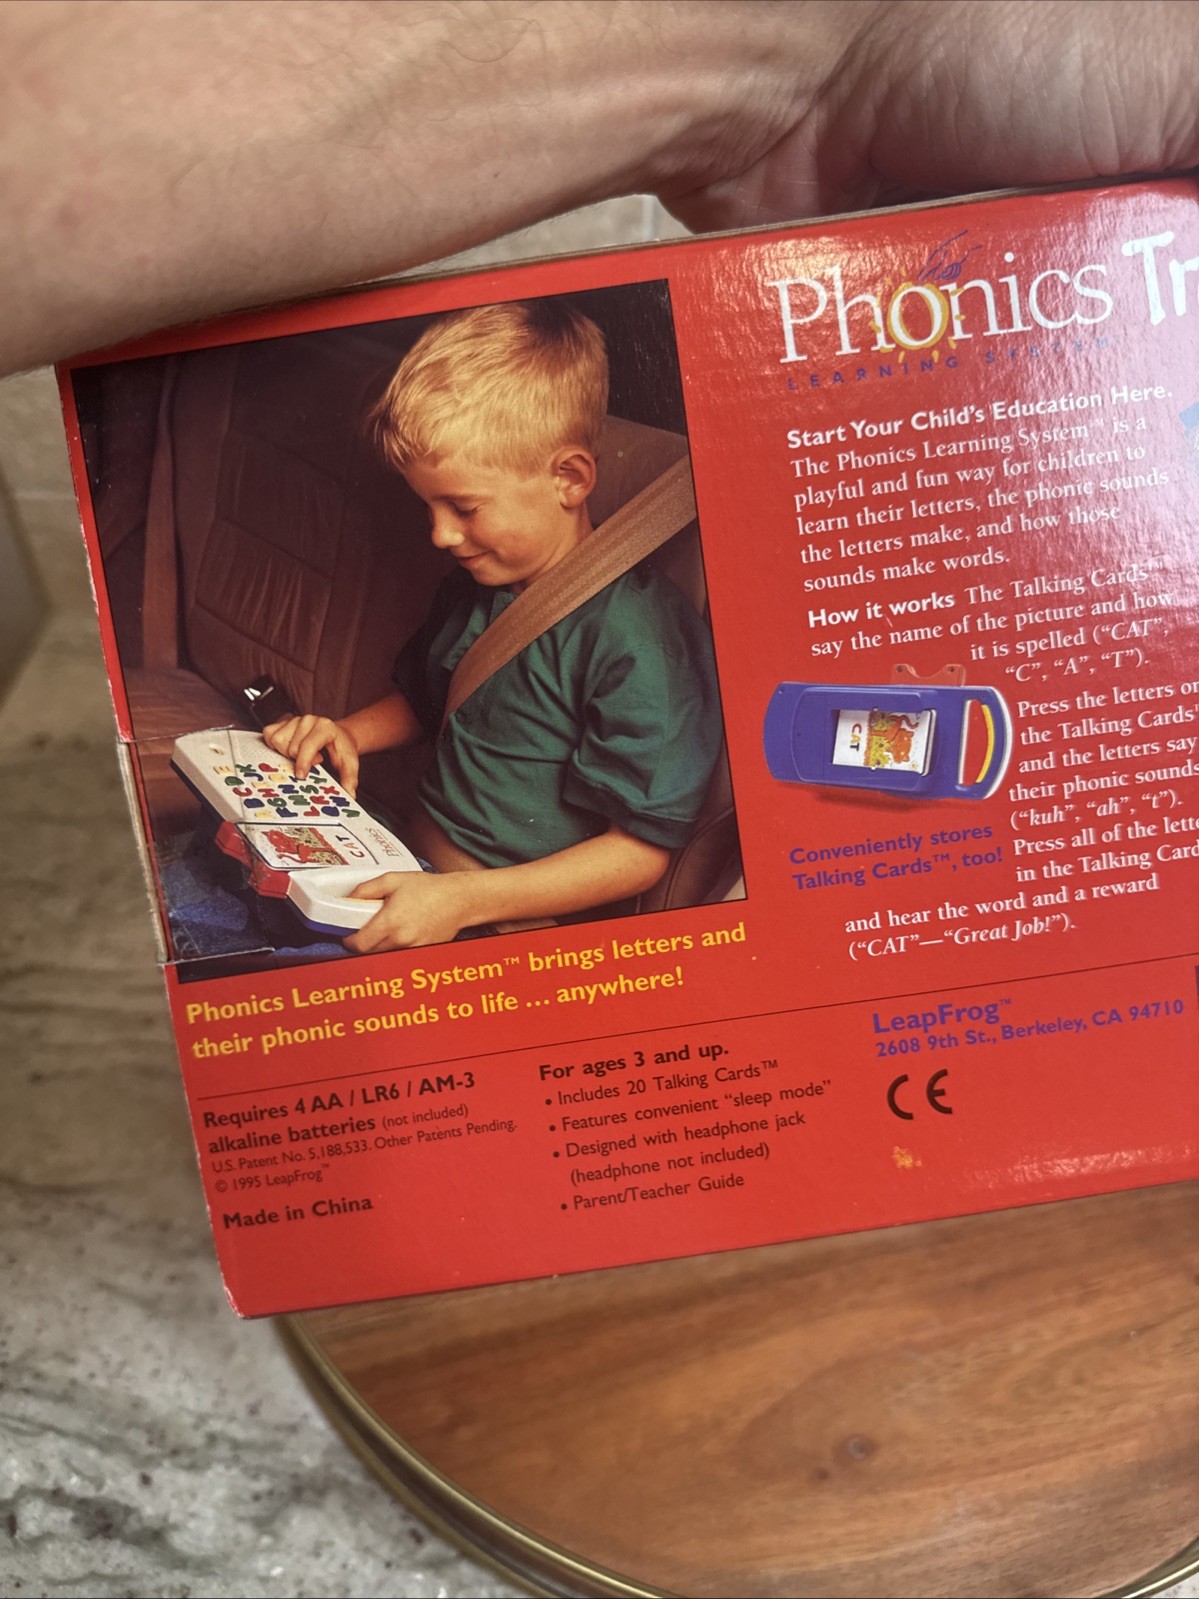 Phonics Tr
LEARNING SYSTEM
Start Your Child's Education Here.
The Phonics Learning System™ is a
playful and fun way for children to
learn their letters, the phonic sounds
the letters make, and how those
sounds make words.
How it works The Talking Cards™
say the name of the picture and how
it is spelled ("CAT",
"C", "A", "T").
Press the letters on
the Talking Cards™
and the letters say
their phonic sounds
("kuh", "ah", "t").
Press all of the lette
in the Talking Card
and hear the word and a reward
("CAT"—"Great Job!").
CAT
Conveniently stores
Talking Cards™, too!
CAT
Phonics Learning System™ brings letters and
their phonic sounds to life ... anywhere!
Requires 4 AA / LR6 / AM-3
alkaline batteries (not included)
U.S. Patent No. 5,188,533. Other Patents Pending.
© 1995 LeapFrog™
Made in China
For ages 3 and up.
• Includes 20 Talking Cards™
• Features convenient "sleep mode"
• Designed with headphone jack
(headphone not included)
• Parent/Teacher Guide
LeapFrog™
2608 9th St., Berkeley, CA 94710
CE